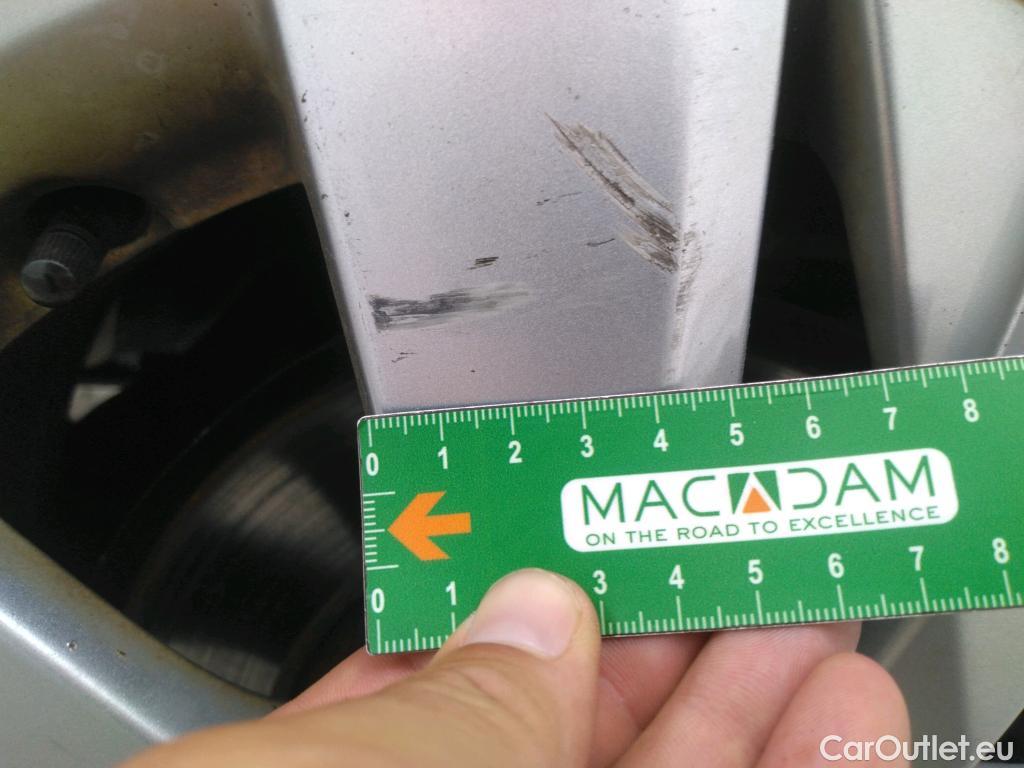 0 1 2 3 4 5 6 7 8
MACADAM
ON THE ROAD TO EXCELLENCE
0 1 3 4 5 6 7 8
CarOutlet.eu